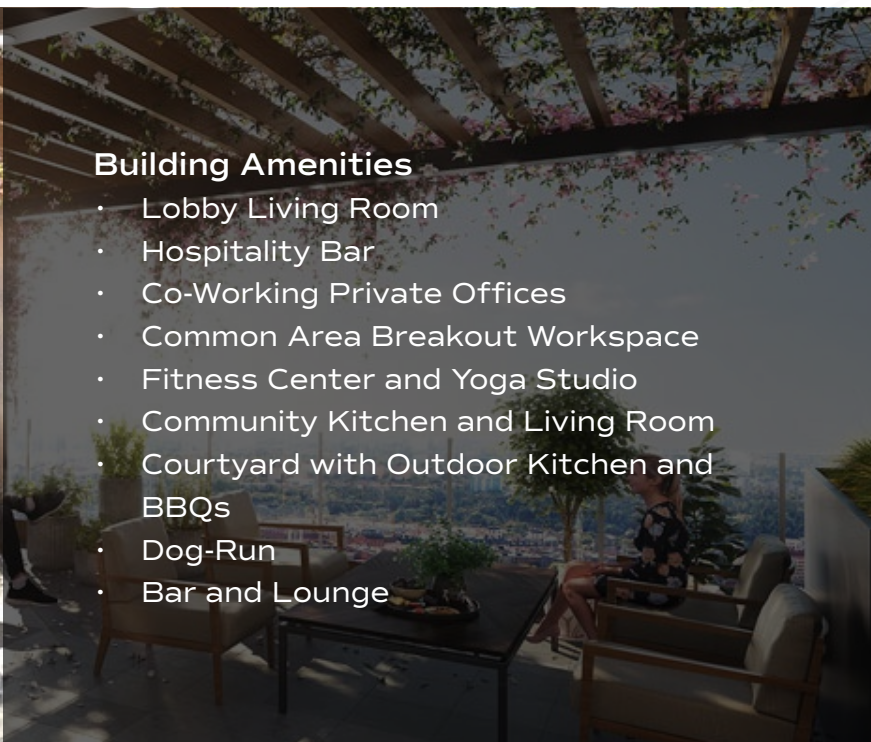 Building Amenities
· Lobby Living Room
· Hospitality Bar
· Co-Working Private Offices
· Common Area Breakout Workspace
· Fitness Center and Yoga Studio
· Community Kitchen and Living Room
· Courtyard with Outdoor Kitchen and
BBQs
· Dog-Run
· Bar and Lounge